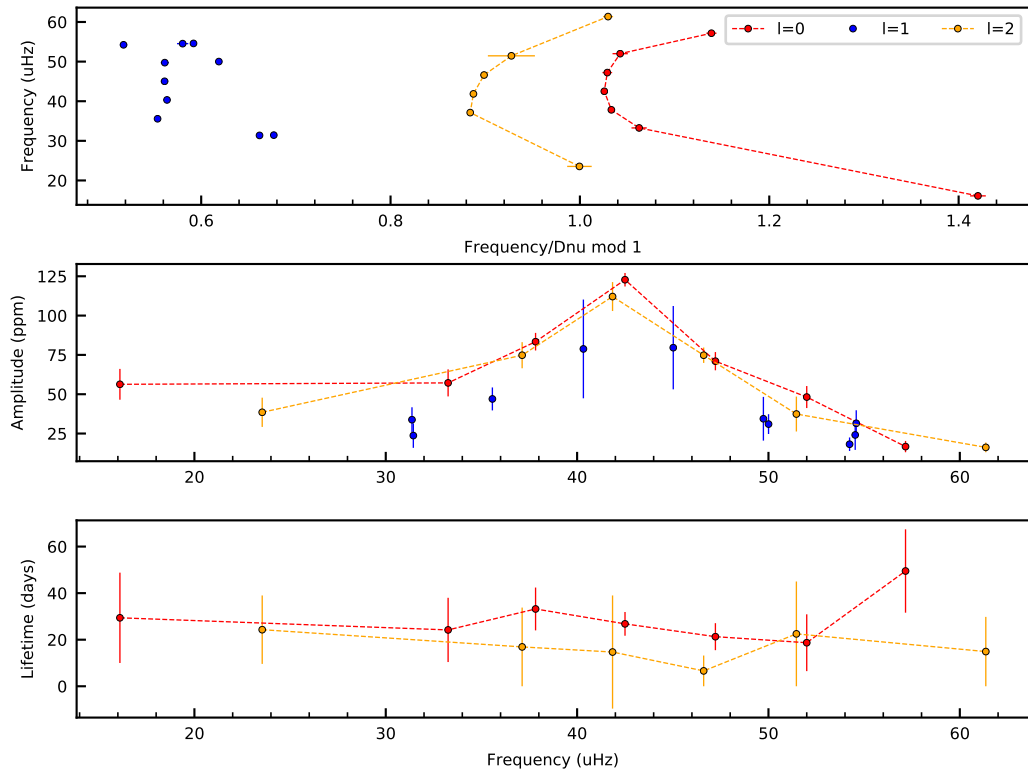 l=0 l=1 l=2
Frequency (uHz)
60
50
40
30
20
0.6 0.8 1.0 1.2 1.4
Frequency/Dnu mod 1
Amplitude (ppm)
125
100
75
50
25
20 30 40 50 60
Lifetime (days)
60
40
20
0
20 30 40 50 60
Frequency (uHz)